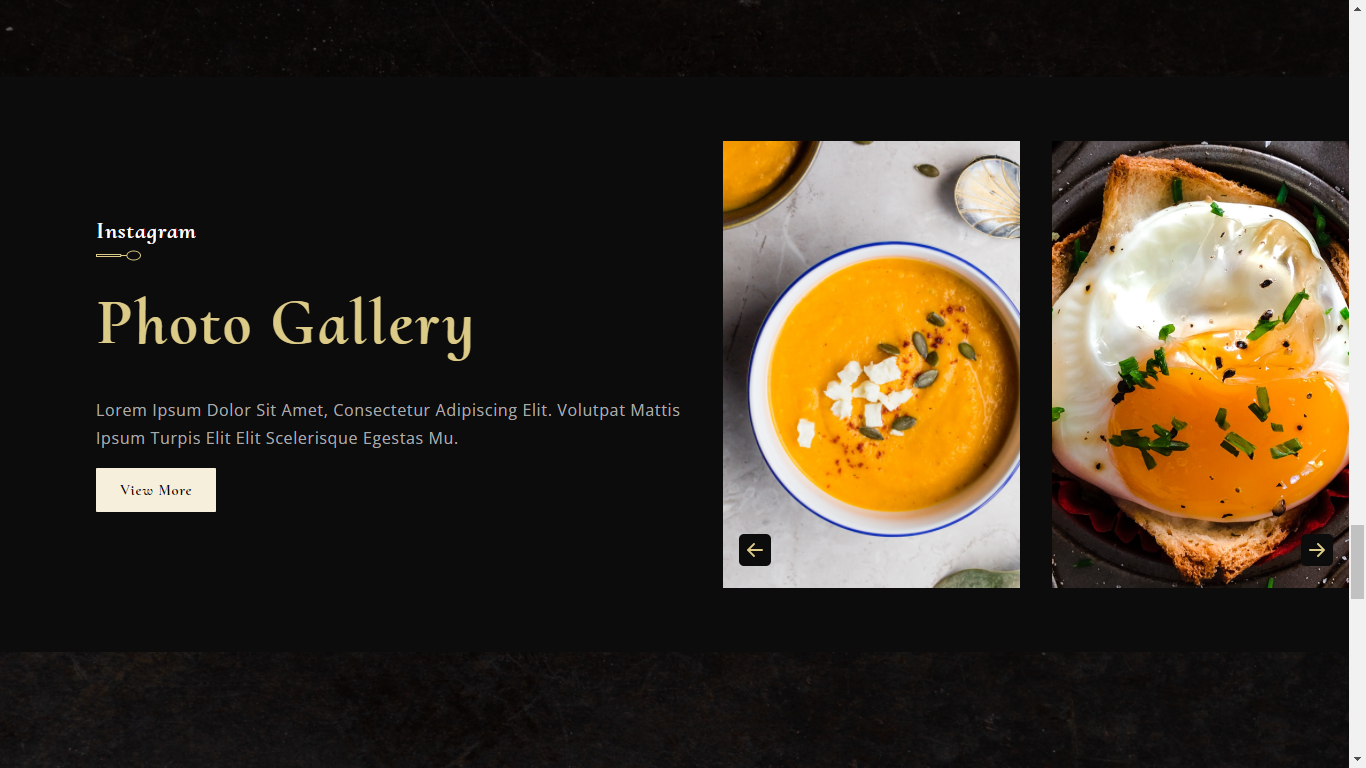 Instagram
Photo Gallery
Lorem Ipsum Dolor Sit Amet, Consectetur Adipiscing Elit. Volutpat Mattis
Ipsum Turpis Elit Elit Scelerisque Egestas Mu.
View More